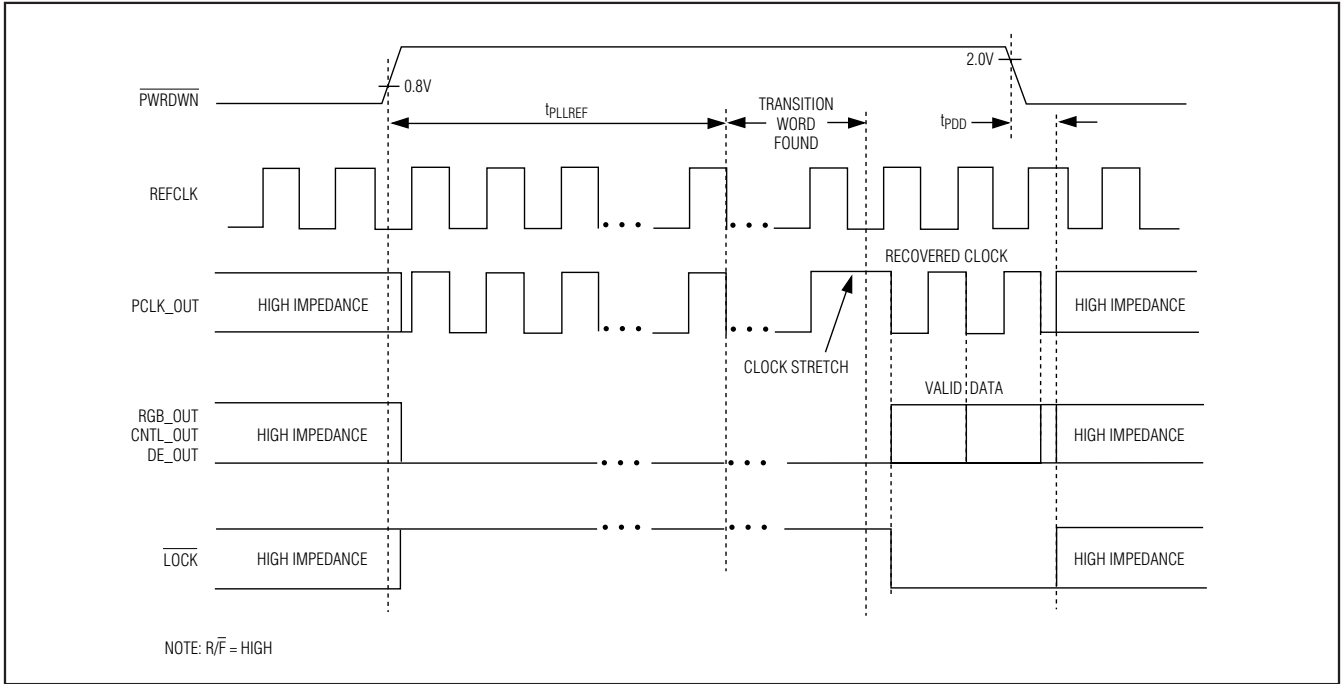 2.0V
0.8V
PWRDWN
tPLLREF
TRANSITION
WORD
FOUND
tPDD
REFCLK
RECOVERED CLOCK
PCLK_OUT
HIGH IMPEDANCE
HIGH IMPEDANCE
CLOCK STRETCH
VALID DATA
RGB_OUT
CNTL_OUT
DE_OUT
HIGH IMPEDANCE
HIGH IMPEDANCE
LOCK
HIGH IMPEDANCE
HIGH IMPEDANCE
NOTE: R/F̅ = HIGH